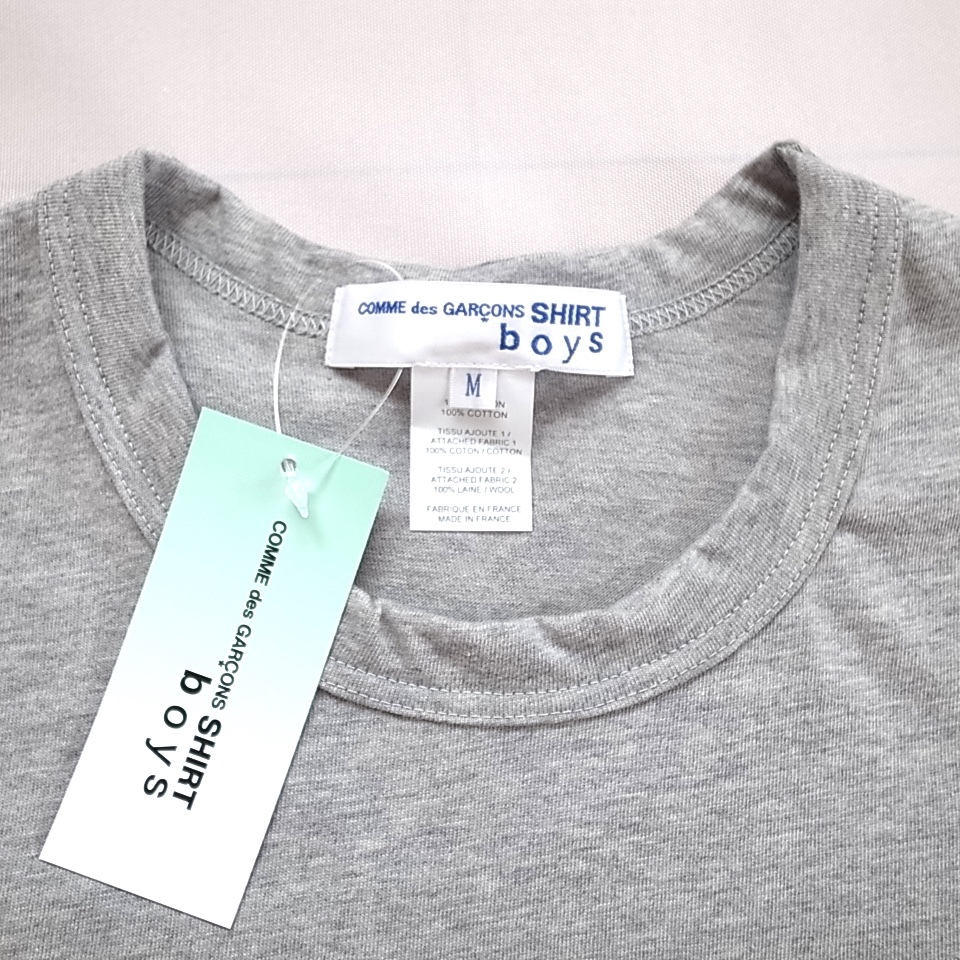 COMME des GARÇONS SHIRT
boys
M
100% COTTON
TISSU AJOUTE 1 /
ATTACHED FABRIC 1
100% COTON / COTTON
TISSU AJOUTE 2 /
ATTACHED FABRIC 2
100% LAINE / WOOL
FABRIQUE EN FRANCE
MADE IN FRANCE
COMME des GARÇONS SHIRT
boys